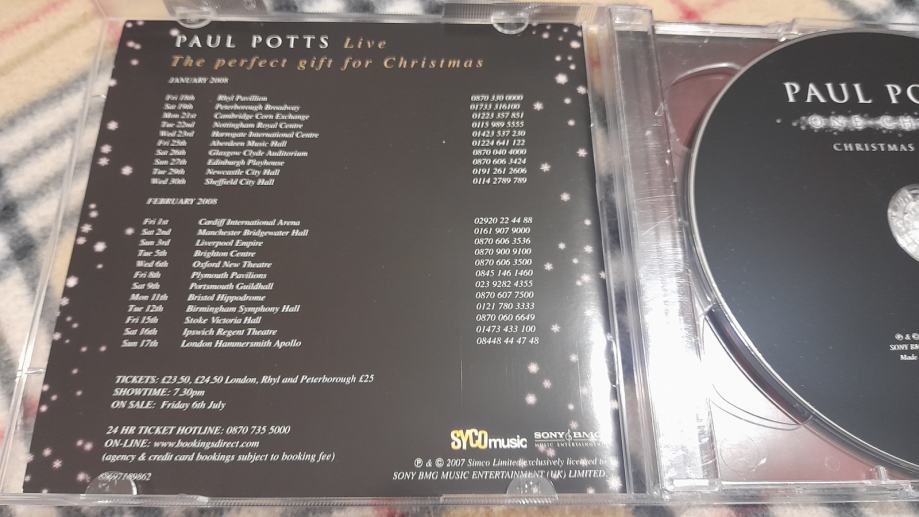 PAUL POTTS Live
The perfect gift for Christmas
JANUARY 2008
Fri 18th Rhyl Pavillion 0870 330 0000
Sat 19th Peterborough Broadway 01733 316100
Mon 21st Cambridge Corn Exchange 01223 357 851
Tue 22nd Nottingham Royal Centre 0115 989 5555
Wed 23rd Harrogate International Centre 01423 537 230
Fri 25th Aberdeen Music Hall 01224 641 122
Sat 26th Glasgow Clyde Auditorium 0870 040 4000
Sun 27th Edinburgh Playhouse 0870 606 3424
Tue 29th Newcastle City Hall 0191 261 2606
Wed 30th Sheffield City Hall 0114 2789 789
FEBRUARY 2008
Fri 1st Cardiff International Arena 02920 22 44 88
Sat 2nd Manchester Bridgewater Hall 0161 907 9000
Sun 3rd Liverpool Empire 0870 606 3536
Tue 5th Brighton Centre 0870 900 9100
Wed 6th Oxford New Theatre 0870 606 3500
Fri 8th Plymouth Pavilions 0845 146 1460
Sat 9th Portsmouth Guildhall 023 9282 4355
Mon 11th Bristol Hippodrome 0870 607 7500
Tue 12th Birmingham Symphony Hall 0121 780 3333
Fri 15th Stoke Victoria Hall 0870 060 6649
Sat 16th Ipswich Regent Theatre 01473 433 100
Sun 17th London Hammersmith Apollo 08448 44 47 48
TICKETS: £23.50, £24.50 London, Rhyl and Peterborough £25
SHOWTIME: 7.30pm
ON SALE: Friday 6th July
24 HR TICKET HOTLINE: 0870 735 5000
ON-LINE: www.bookingsdirect.com
(agency & credit card bookings subject to booking fee)
SYCOmusic SONY BMG
MUSIC ENTERTAINMENT
℗ & © 2007 Simco Limited exclusively licensed to
SONY BMG MUSIC ENTERTAINMENT (UK) LIMITED
PAUL PO
ONE CH
CHRISTMAS
℗ & ©
SONY BMG
Made